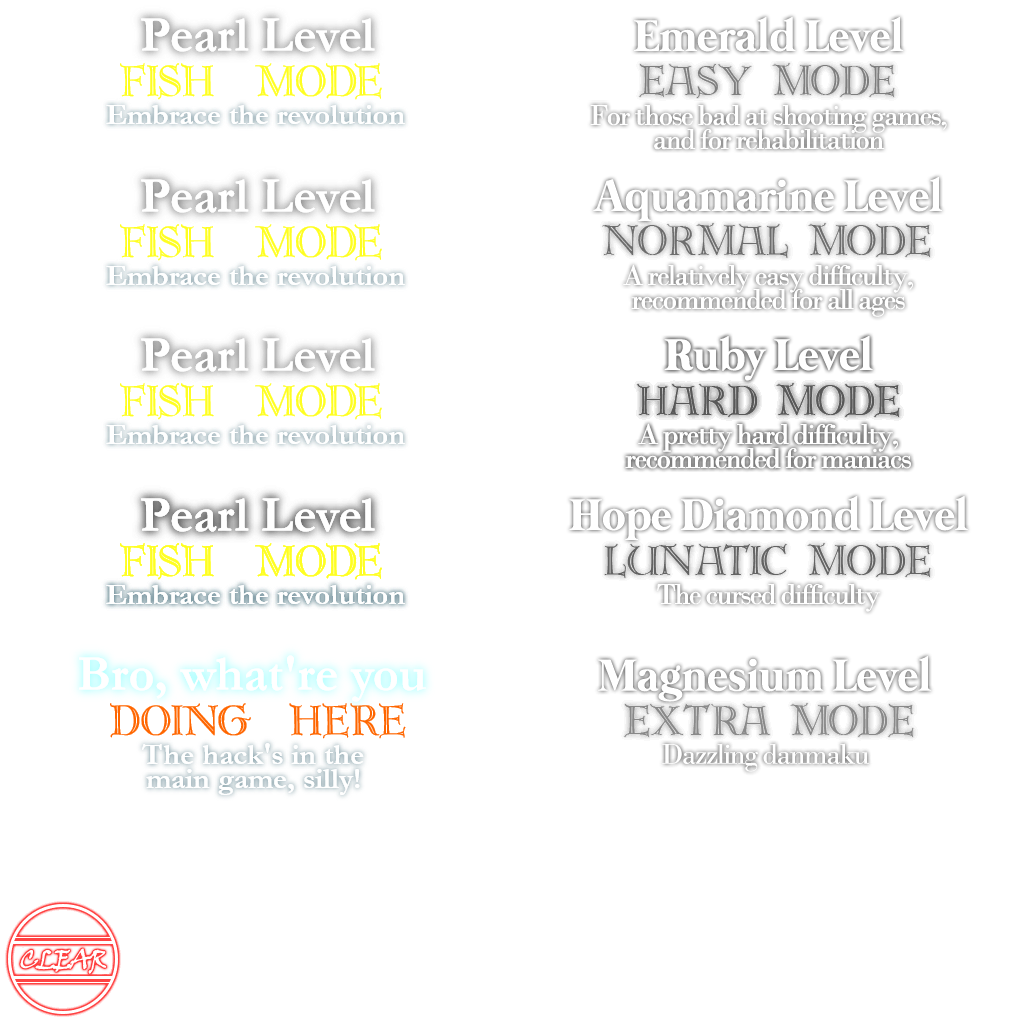 Pearl Level
FISH MODE
Embrace the revolution
Pearl Level
FISH MODE
Embrace the revolution
Pearl Level
FISH MODE
Embrace the revolution
Pearl Level
FISH MODE
Embrace the revolution
Bro, what're you
DOING HERE
The hack's in the
main game, silly!
CLEAR
Emerald Level
EASY MODE
For those bad at shooting games,
and for rehabilitation
Aquamarine Level
NORMAL MODE
A relatively easy difficulty,
recommended for all ages
Ruby Level
HARD MODE
A pretty hard difficulty,
recommended for maniacs
Hope Diamond Level
LUNATIC MODE
The cursed difficulty
Magnesium Level
EXTRA MODE
Dazzling danmaku